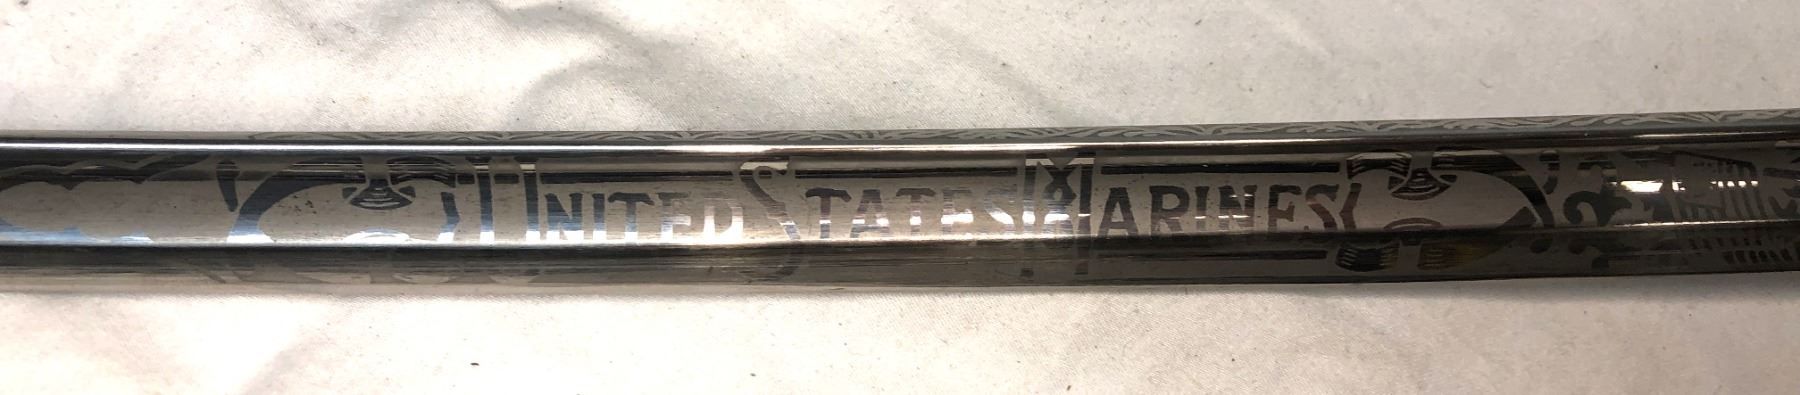 UNITED STATES MARINES